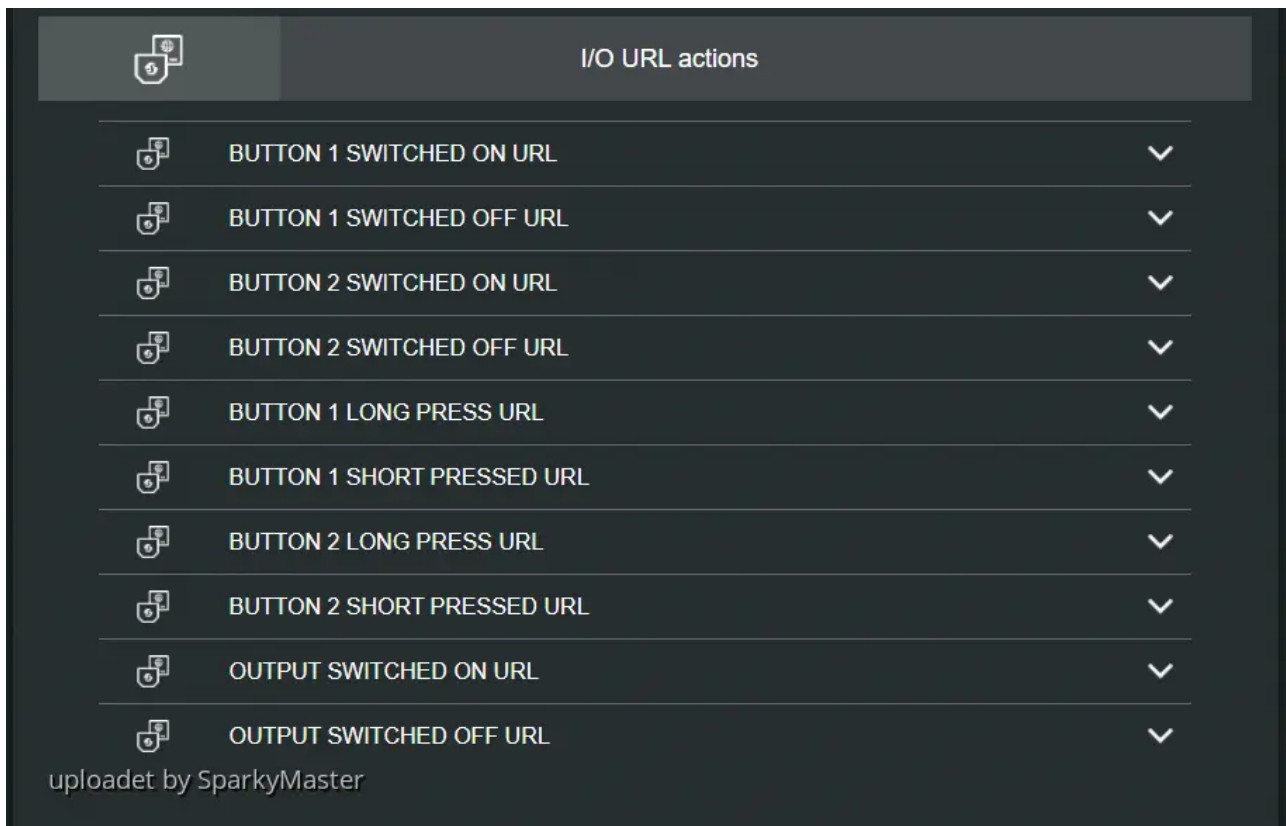 I/O URL actions
BUTTON 1 SWITCHED ON URL
BUTTON 1 SWITCHED OFF URL
BUTTON 2 SWITCHED ON URL
BUTTON 2 SWITCHED OFF URL
BUTTON 1 LONG PRESS URL
BUTTON 1 SHORT PRESSED URL
BUTTON 2 LONG PRESS URL
BUTTON 2 SHORT PRESSED URL
OUTPUT SWITCHED ON URL
OUTPUT SWITCHED OFF URL
uploadet by SparkyMaster